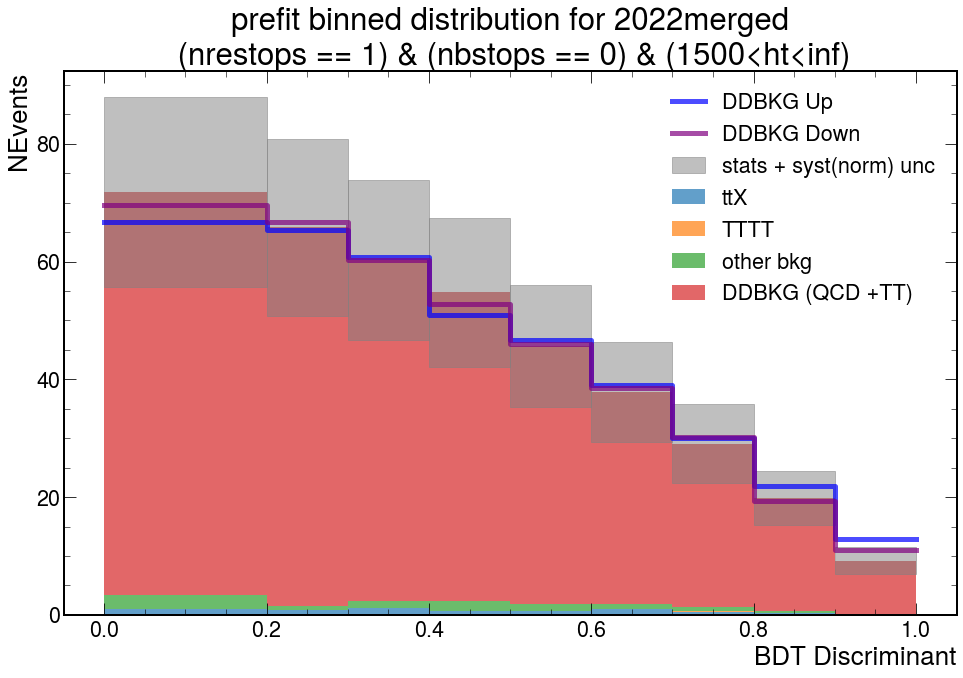 prefit binned distribution for 2022merged
(nrestops == 1) & (nbstops == 0) & (1500<ht<inf)
NEvents
80
60
40
20
0
DDBKG Up
DDBKG Down
stats + syst(norm) unc
ttX
TTTT
other bkg
DDBKG (QCD +TT)
0.0 0.2 0.4 0.6 0.8 1.0
BDT Discriminant